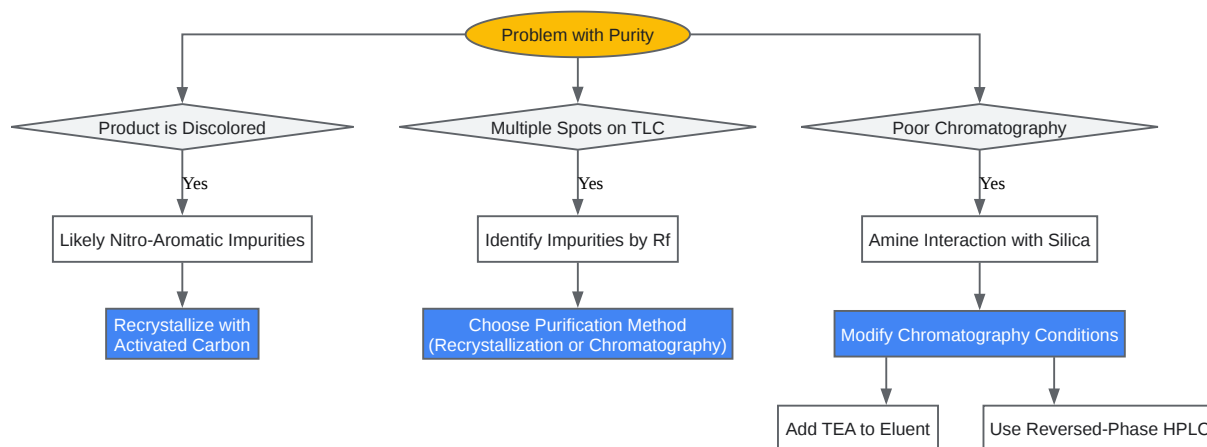 Problem with Purity
Product is Discolored
Multiple Spots on TLC
Poor Chromatography
Yes
Yes
Yes
Likely Nitro-Aromatic Impurities
Identify Impurities by Rf
Amine Interaction with Silica
Recrystallize with
Activated Carbon
Choose Purification Method
(Recrystallization or Chromatography)
Modify Chromatography Conditions
Add TEA to Eluent
Use Reversed-Phase HPLC